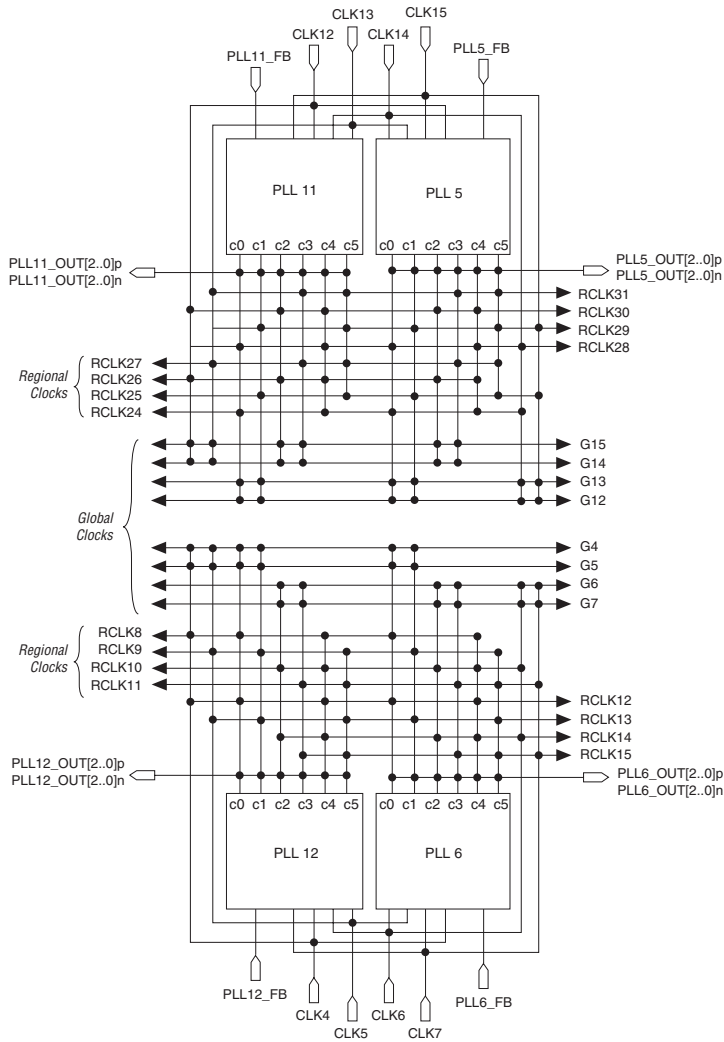 CLK13
CLK15
CLK12
CLK14
PLL11_FB
PLL5_FB
PLL 11
PLL 5
c0 c1 c2 c3 c4 c5
c0 c1 c2 c3 c4 c5
PLL11_OUT[2..0]p
PLL11_OUT[2..0]n
PLL5_OUT[2..0]p
PLL5_OUT[2..0]n
RCLK31
RCLK30
RCLK29
RCLK28
Regional
Clocks
RCLK27
RCLK26
RCLK25
RCLK24
G15
G14
G13
G12
Global
Clocks
G4
G5
G6
G7
Regional
Clocks
RCLK8
RCLK9
RCLK10
RCLK11
RCLK12
RCLK13
RCLK14
RCLK15
PLL12_OUT[2..0]p
PLL12_OUT[2..0]n
PLL6_OUT[2..0]p
PLL6_OUT[2..0]n
c0 c1 c2 c3 c4 c5
c0 c1 c2 c3 c4 c5
PLL 12
PLL 6
PLL12_FB
PLL6_FB
CLK4
CLK6
CLK5
CLK7